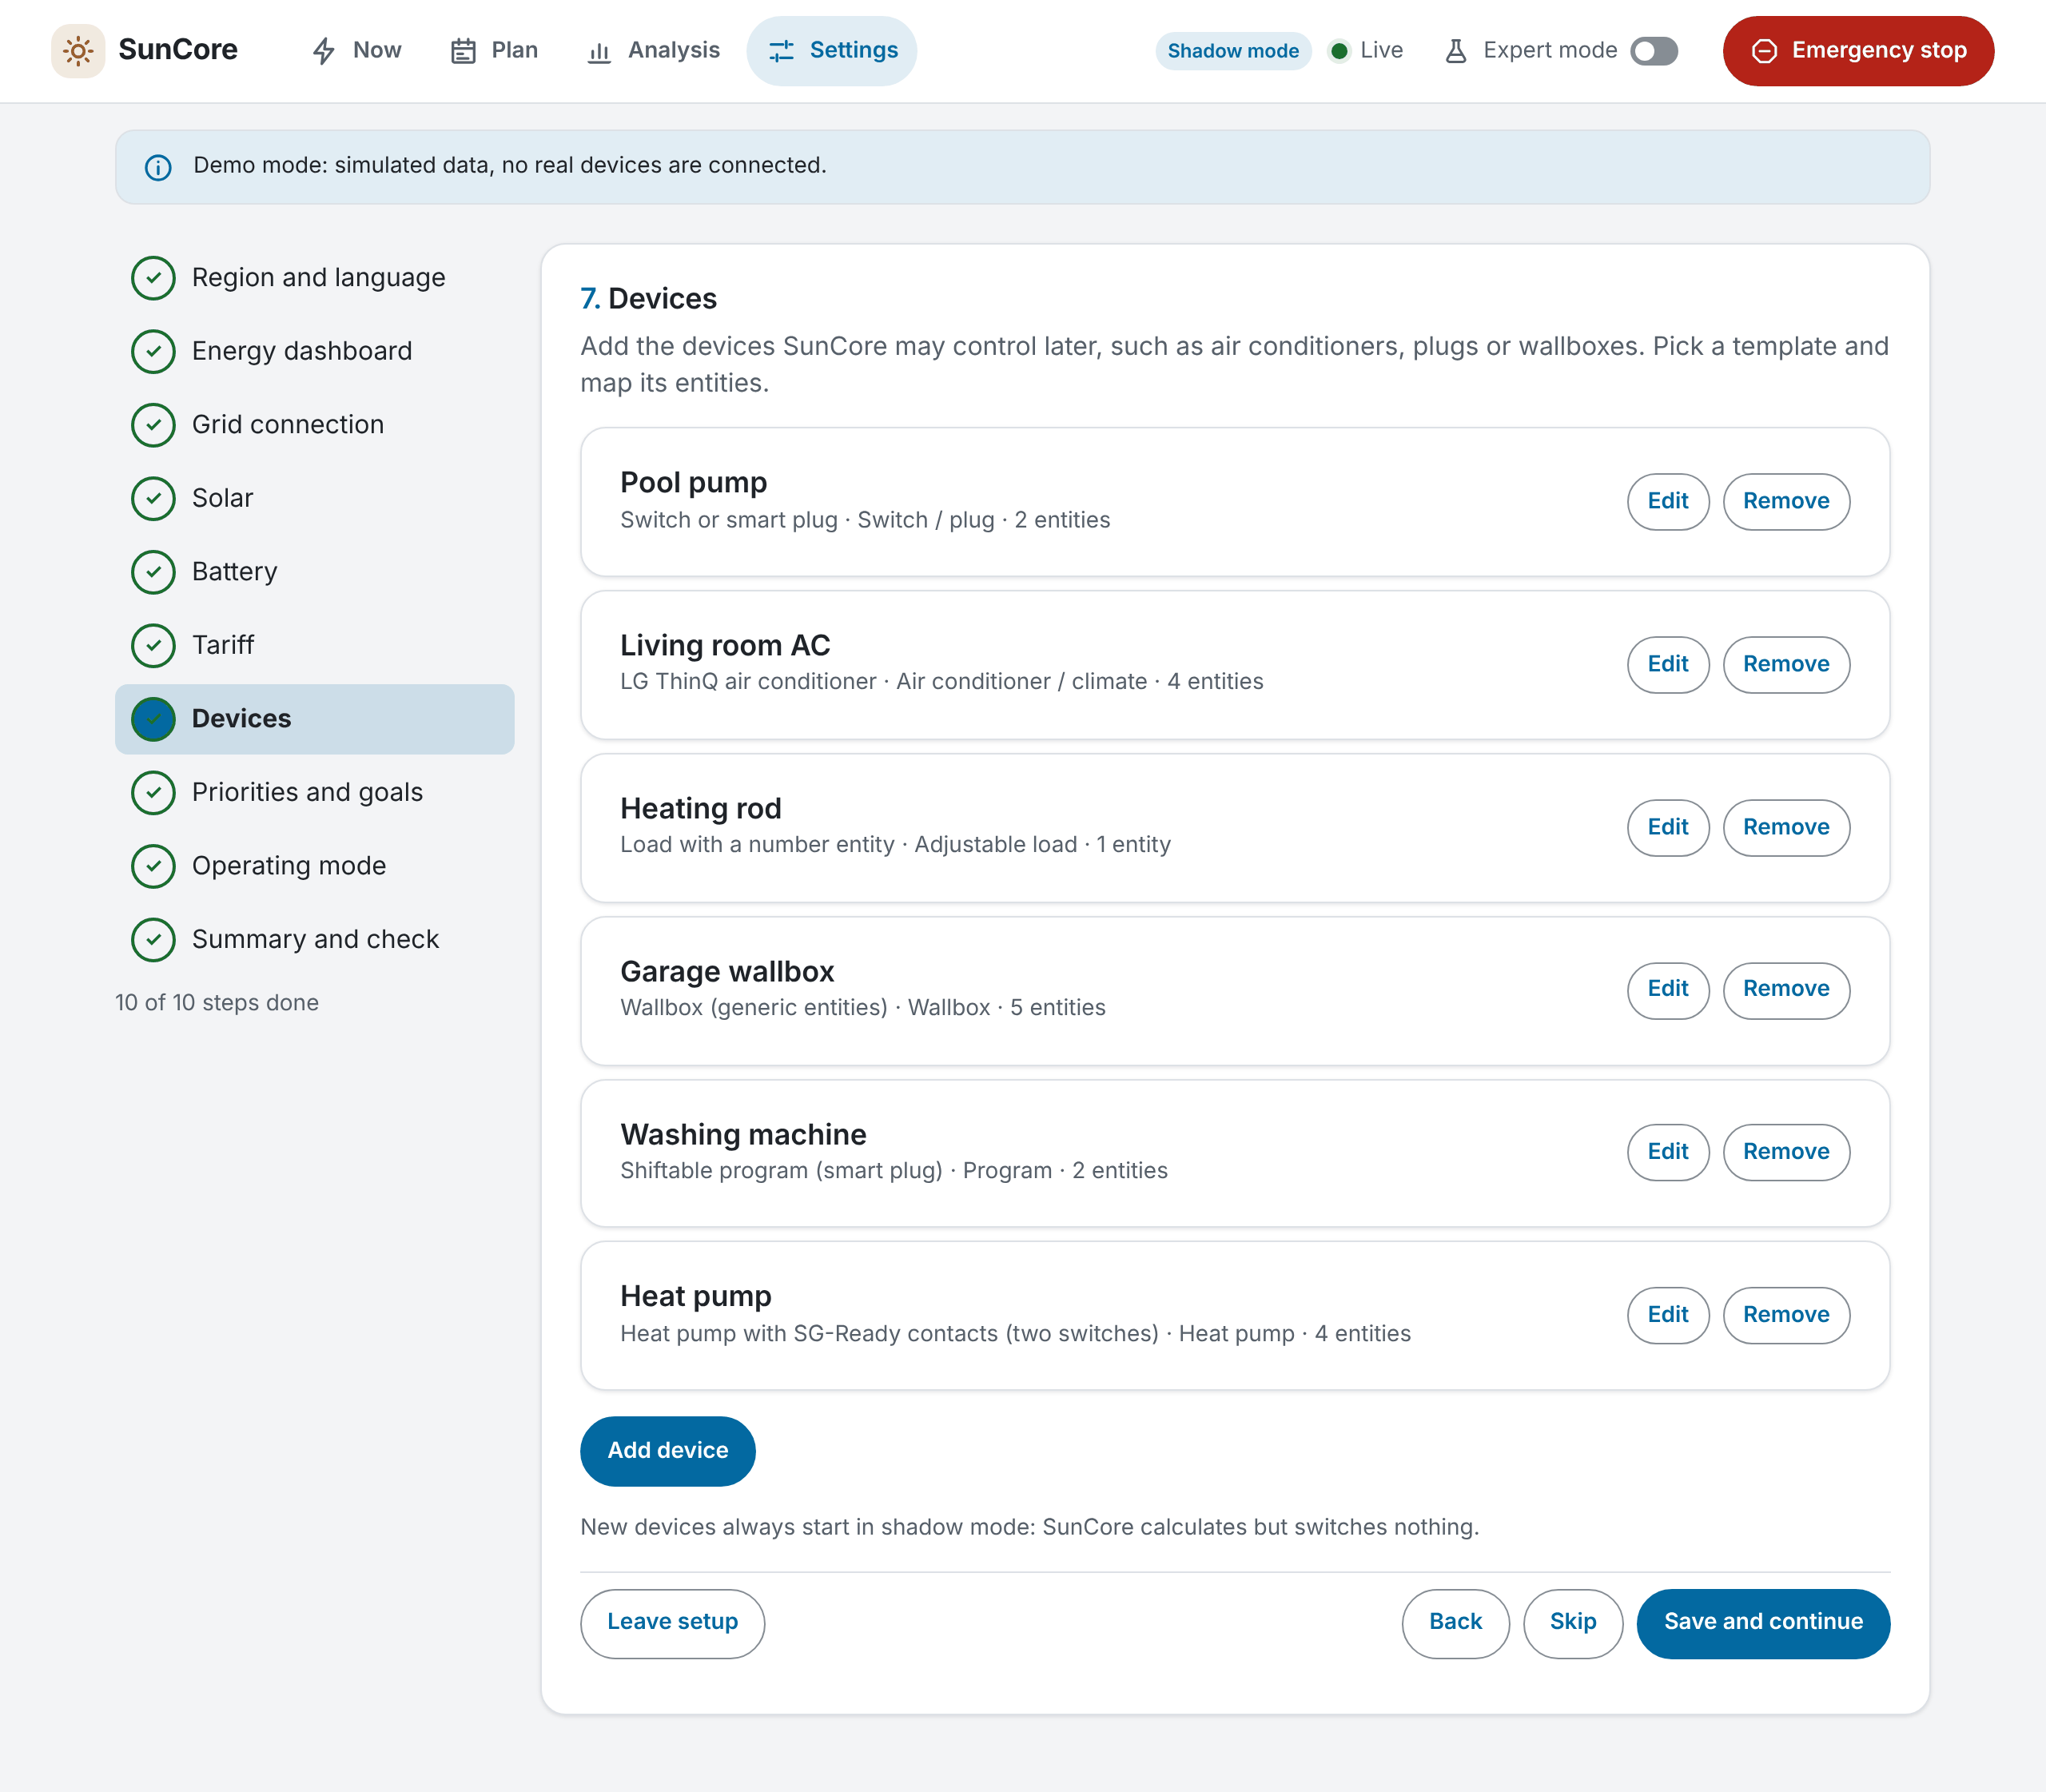 SunCore
Now
Plan
Analysis
Settings
Shadow mode
Live
Expert mode
Emergency stop
Demo mode: simulated data, no real devices are connected.
Region and language
Energy dashboard
Grid connection
Solar
Battery
Tariff
Devices
Priorities and goals
Operating mode
Summary and check
10 of 10 steps done
7. Devices
Add the devices SunCore may control later, such as air conditioners, plugs or wallboxes. Pick a template and
map its entities.
Pool pump
Switch or smart plug · Switch / plug · 2 entities
Edit
Remove
Living room AC
LG ThinQ air conditioner · Air conditioner / climate · 4 entities
Edit
Remove
Heating rod
Load with a number entity · Adjustable load · 1 entity
Edit
Remove
Garage wallbox
Wallbox (generic entities) · Wallbox · 5 entities
Edit
Remove
Washing machine
Shiftable program (smart plug) · Program · 2 entities
Edit
Remove
Heat pump
Heat pump with SG-Ready contacts (two switches) · Heat pump · 4 entities
Edit
Remove
Add device
New devices always start in shadow mode: SunCore calculates but switches nothing.
Leave setup
Back
Skip
Save and continue